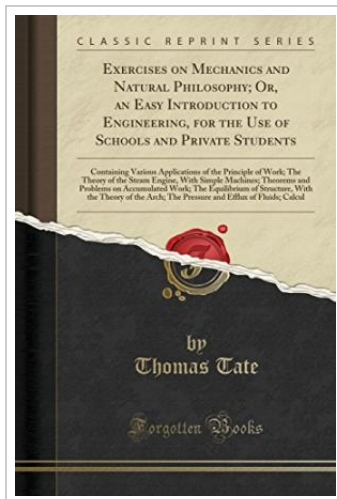 CLASSIC REPRINT SERIES
EXERCISES ON MECHANICS AND
NATURAL PHILOSOPHY; OR,
AN EASY INTRODUCTION TO
ENGINEERING, FOR THE USE OF
SCHOOLS AND PRIVATE STUDENTS
Containing Various Applications of the Principle of Work; The
Theory of the Steam Engine, With Simple Machines; Theorems and
Problems on Accumulated Work; The Equilibrium of Structure, With
the Theory of the Arch; The Pressure and Efflux of Fluids; Calcul
F
by
Thomas Tate
Forgotten Books